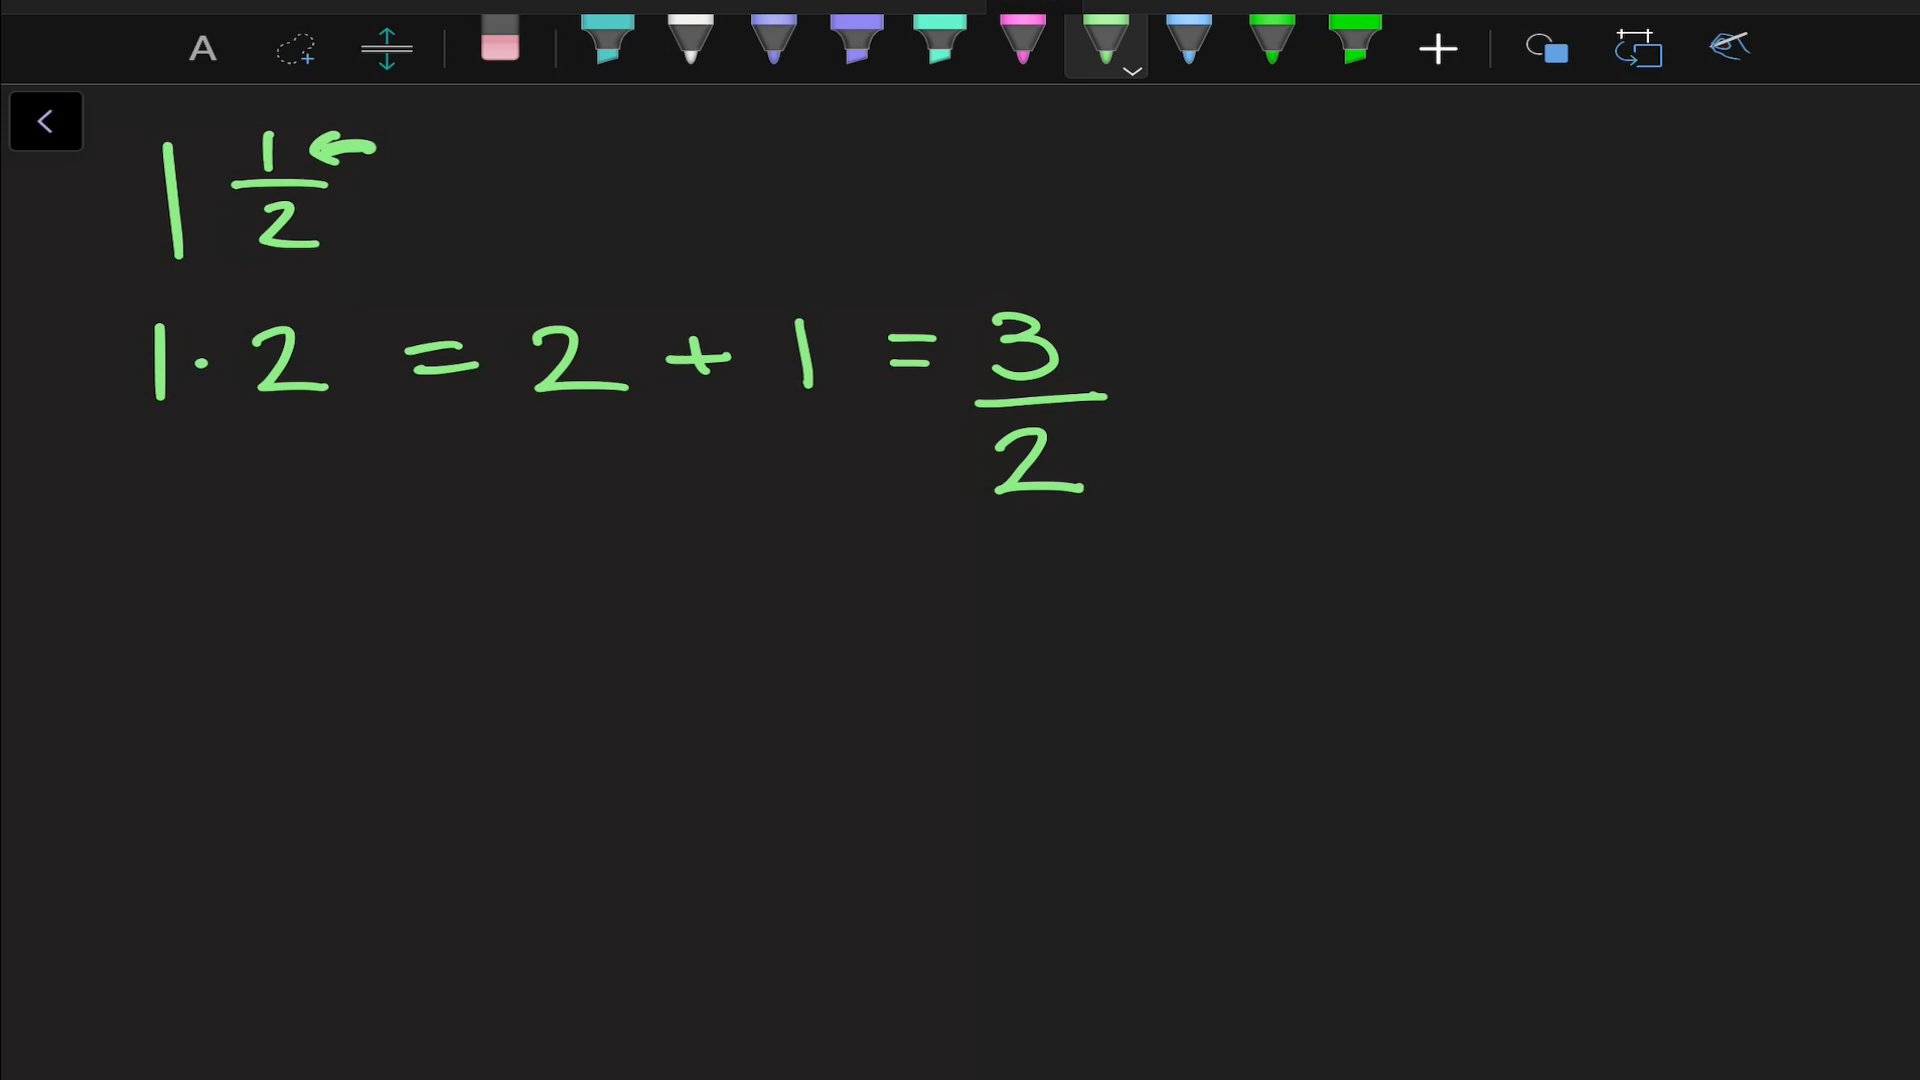 A
1 1/2 ←
1 · 2 = 2 + 1 = 3/2